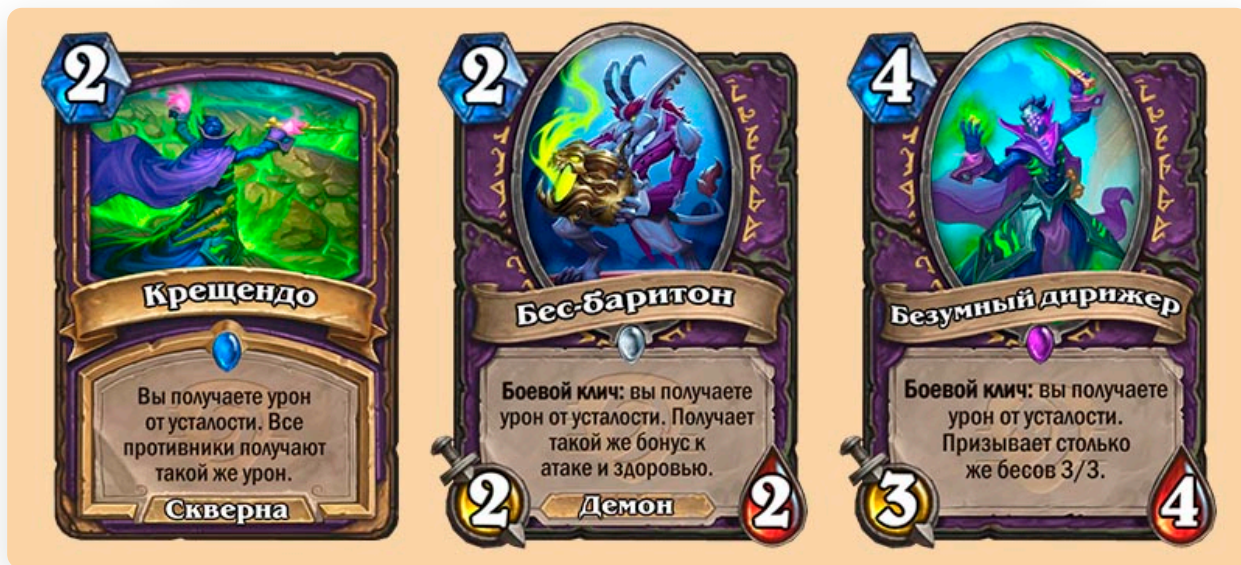 2
Крещендо
Вы получаете урон
от усталости. Все
противники получают
такой же урон.
Скверна
2
Бес-баритон
Боевой клич: вы получаете
урон от усталости. Получает
такой же бонус к
атаке и здоровью.
2
Демон
2
4
Безумный дирижер
Боевой клич: вы получаете
урон от усталости.
Призывает столько
же бесов 3/3.
3
4